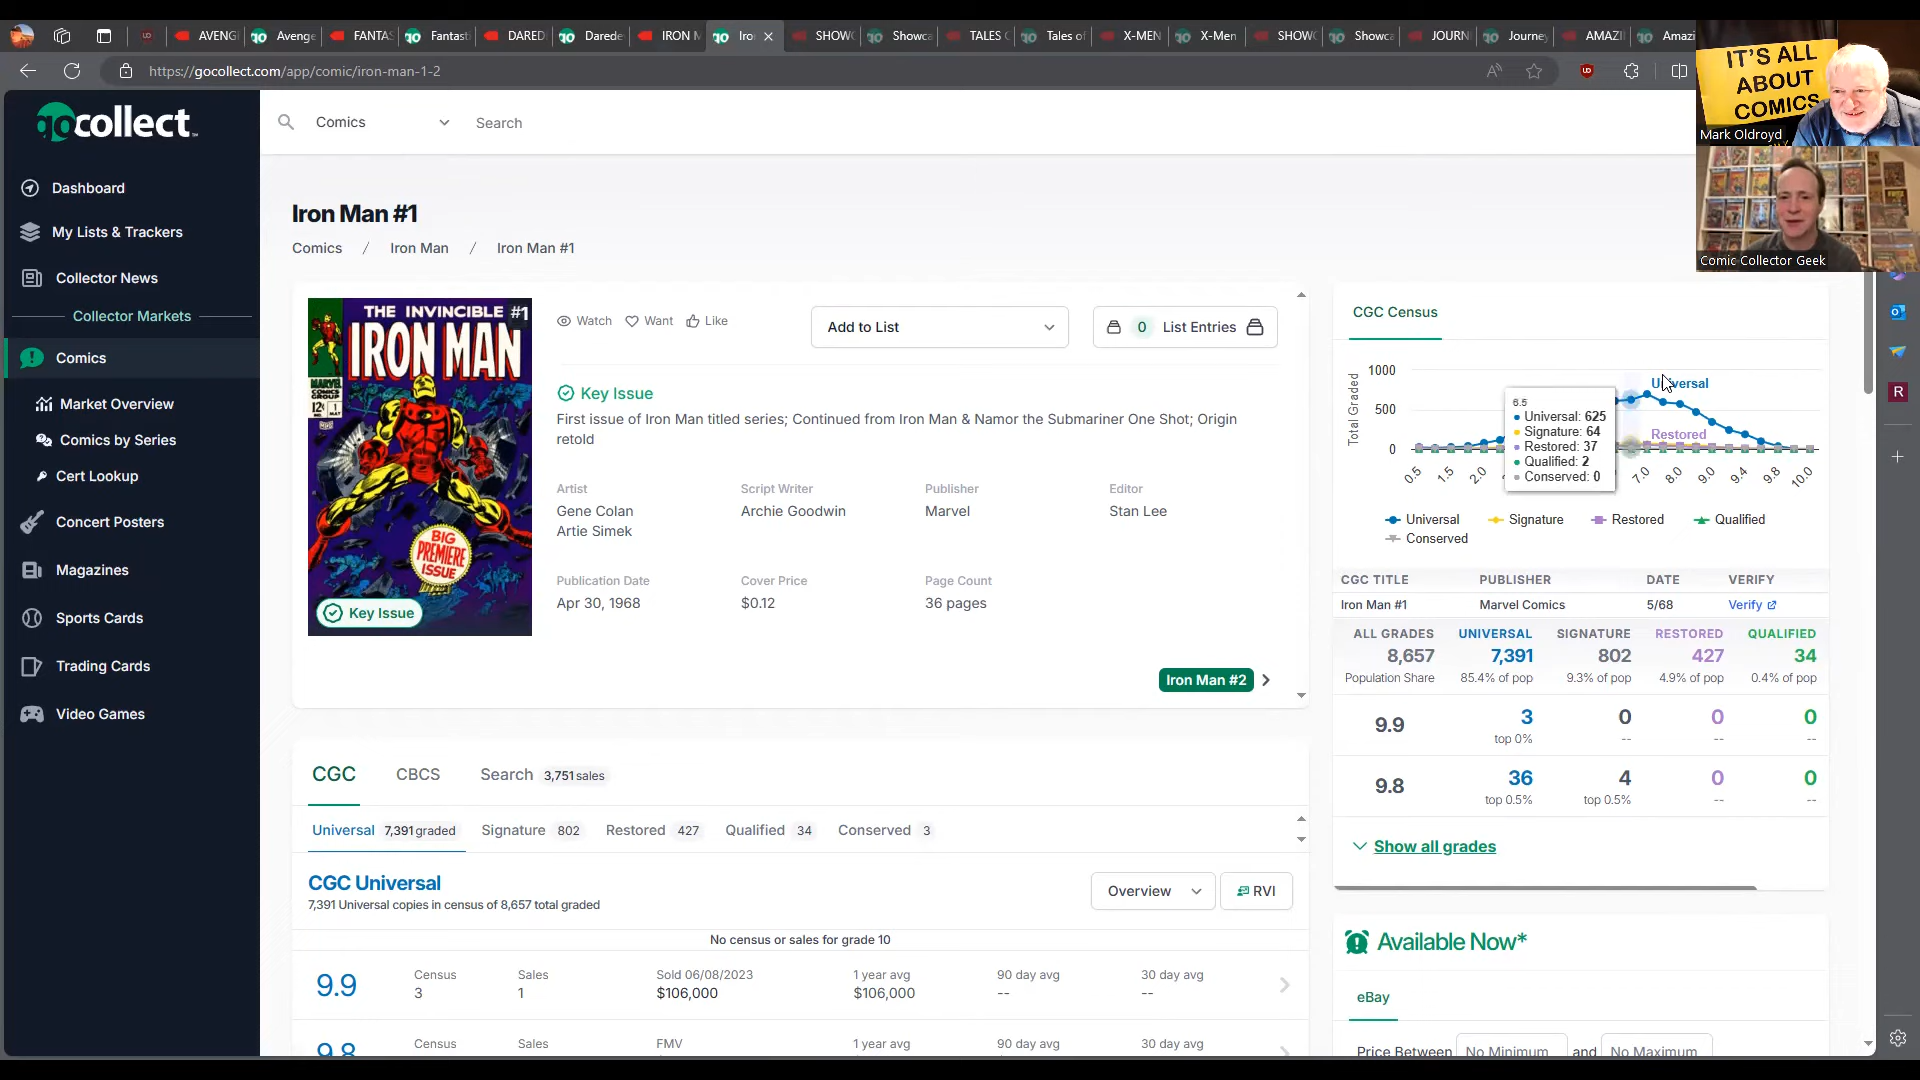 AVENG
Avenge
FANTAS
Fantast
DARED
Darede
IRON M
Iro
SHOWC
Showca
TALES O
Tales of
X-MEN
X-Men
SHOWC
Showca
JOURN
Journey
AMAZI
Amazi
https://gocollect.com/app/comic/iron-man-1-2
IT'S ALL
ABOUT
COMICS
Mark Oldroyd
Comic Collector Geek
gocollect
Comics
Search
Dashboard
My Lists & Trackers
Collector News
Collector Markets
Comics
Market Overview
Comics by Series
Cert Lookup
Concert Posters
Magazines
Sports Cards
Trading Cards
Video Games
Iron Man #1
Comics / Iron Man / Iron Man #1
THE INVINCIBLE #1
IRON MAN
MARVEL
COMICS
GROUP
12¢ 1
MAY
BIG
PREMIERE
ISSUE
Key Issue
Watch Want Like
Add to List
0 List Entries
Key Issue
First issue of Iron Man titled series; Continued from Iron Man & Namor the Submariner One Shot; Origin
retold
Artist Script Writer Publisher Editor
Gene Colan Archie Goodwin Marvel Stan Lee
Artie Simek
Publication Date Cover Price Page Count
Apr 30, 1968 $0.12 36 pages
Iron Man #2
CGC CBCS Search 3,751 sales
Universal 7,391 graded Signature 802 Restored 427 Qualified 34 Conserved 3
CGC Universal
7,391 Universal copies in census of 8,657 total graded
Overview
RVI
No census or sales for grade 10
9.9
Census Sales Sold 06/08/2023 1 year avg 90 day avg 30 day avg
3 1 $106,000 $106,000 -- --
9.8
Census Sales FMV 1 year avg 90 day avg 30 day avg
CGC Census
Total Graded
1000
500
0
Universal
Restored
6.5
Universal: 625
Signature: 64
Restored: 37
Qualified: 2
Conserved: 0
0.5 1.5 2.0 7.0 8.0 9.0 9.4 9.8 10.0
Universal Signature Restored Qualified
Conserved
CGC TITLE PUBLISHER DATE VERIFY
Iron Man #1 Marvel Comics 5/68 Verify
ALL GRADES UNIVERSAL SIGNATURE RESTORED QUALIFIED
8,657 7,391 802 427 34
Population Share 85.4% of pop 9.3% of pop 4.9% of pop 0.4% of pop
9.9 3 0 0 0
top 0% -- -- --
9.8 36 4 0 0
top 0.5% top 0.5% -- --
Show all grades
Available Now*
eBay
Price Between No Minimum and No Maximum